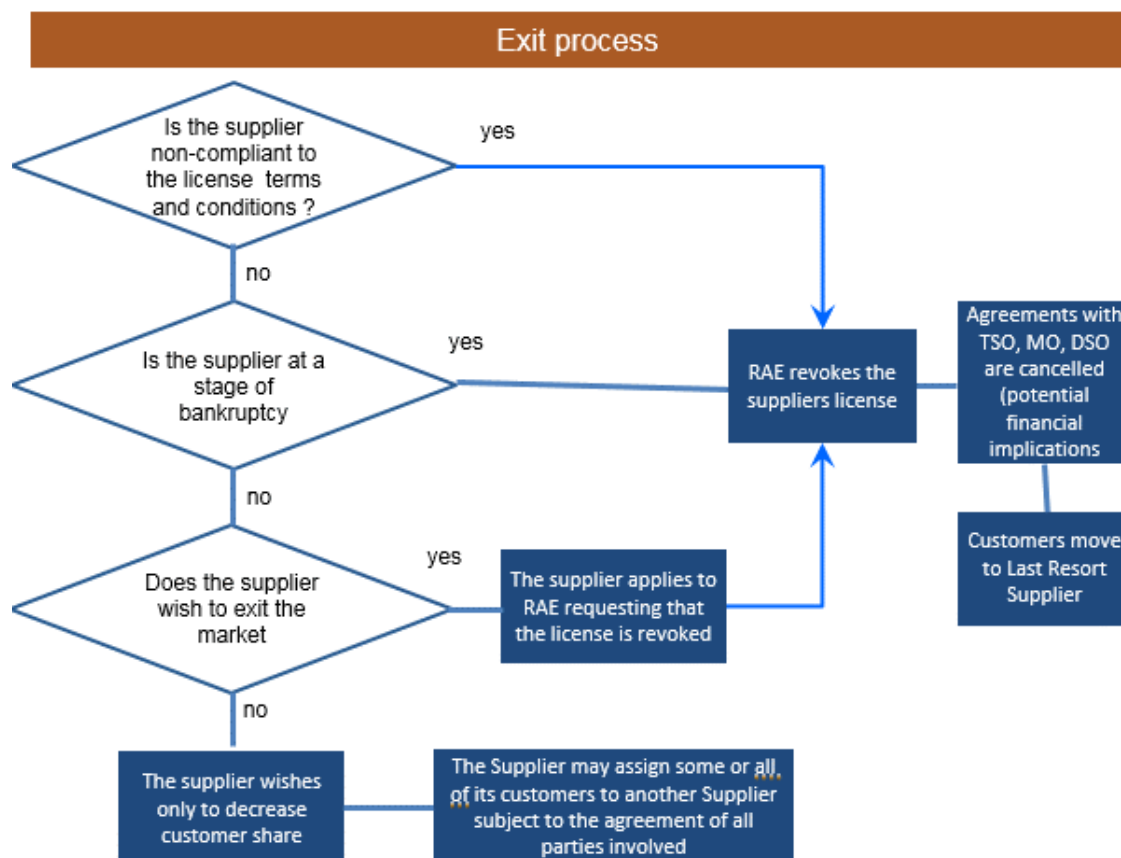 Exit process
Is the supplier
non-compliant to
the license terms
and conditions ?
yes
no
Is the supplier at a
stage of
bankruptcy
yes
RAE revokes the
suppliers license
Agreements with
TSO, MO, DSO
are cancelled
(potential
financial
implications
no
Does the supplier
wish to exit the
market
yes
The supplier applies to
RAE requesting that
the license is revoked
Customers move
to Last Resort
Supplier
no
The supplier wishes
only to decrease
customer share
The Supplier may assign some or all,
of its customers to another Supplier
subject to the agreement of all
parties involved